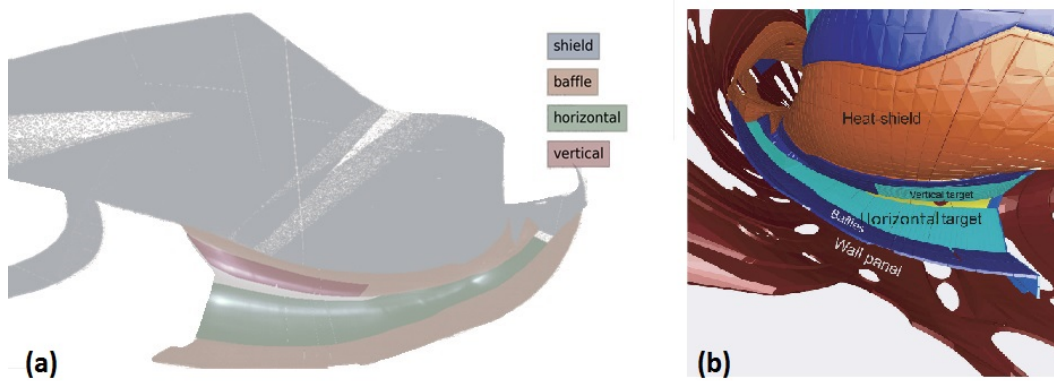 shield
baffle
horizontal
vertical
(a)
Heat-shield
Vertical target
Horizontal target
Baffles
Wall panel
(b)